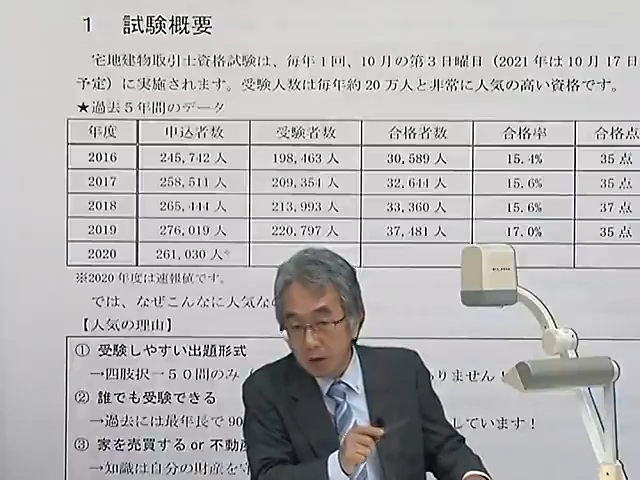 1 試験概要
宅地建物取引士資格試験は、毎年1回、10月の第3日曜日（2021年は10月17日
予定）に実施されます。受験人数は毎年約20万人と非常に人気の高い資格です。
★過去5年間のデータ
年度 申込者数 受験者数 合格者数 合格率 合格点
2016 245,742人 198,463人 30,589人 15.4% 35点
2017 258,511人 209,354人 32,644人 15.6% 35点
2018 265,444人 213,993人 33,360人 15.6% 37点
2019 276,019人 220,797人 37,481人 17.0% 35点
2020 261,030人※
※2020年度は速報値です。
では、なぜこんなに人気な
【人気の理由】
① 受験しやすい出題形式
→四肢択一50問のみ ありません！
② 誰でも受験できる
→過去には最年長で90 しています！
③ 家を売買する or 不動産
→知識は自分の財産を守
ELMO